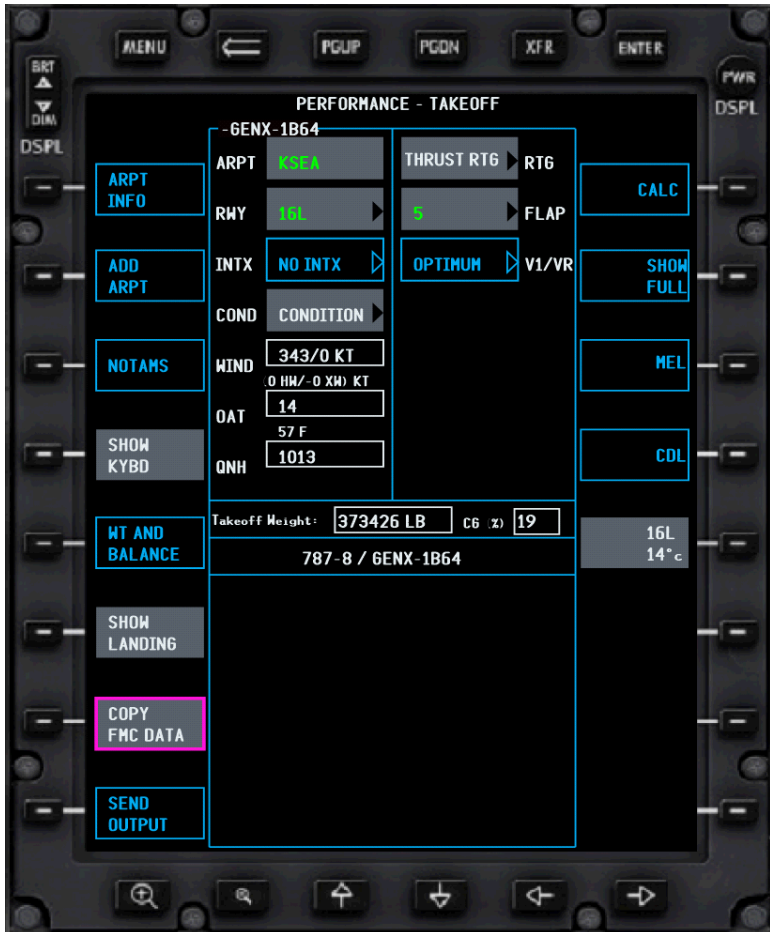 MENU PGUP PGDN XFR ENTER
BRT
DIM
DSPL
PWR
DSPL
PERFORMANCE - TAKEOFF
-GENX-1B64
ARPT KSEA THRUST RTG RTG
RWY 16L 5 FLAP
INTX NO INTX OPTIMUM V1/VR
COND CONDITION
WIND 343/0 KT
(0 HW/-0 XW) KT
OAT 14
57 F
QNH 1013
Takeoff Weight: 373426 LB CG (%) 19
787-8 / GENX-1B64
ARPT
INFO
ADD
ARPT
NOTAMS
SHOW
KYBD
WT AND
BALANCE
SHOW
LANDING
COPY
FMC DATA
SEND
OUTPUT
CALC
SHOW
FULL
MEL
CDL
16L
14°c